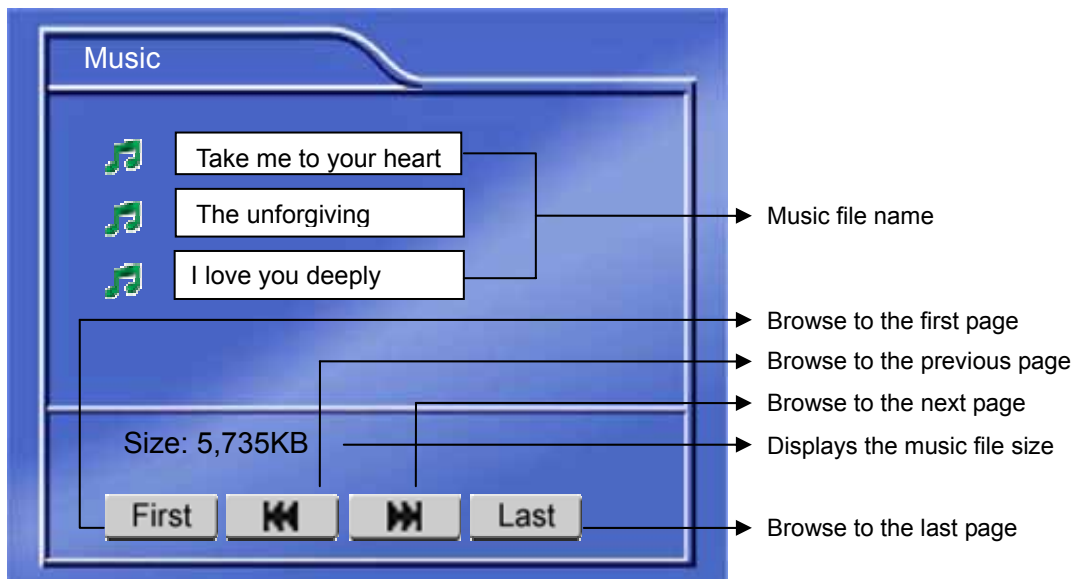 Music
Take me to your heart
The unforgiving
I love you deeply
Music file name
Browse to the first page
Browse to the previous page
Browse to the next page
Size: 5,735KB
Displays the music file size
First
Last
Browse to the last page